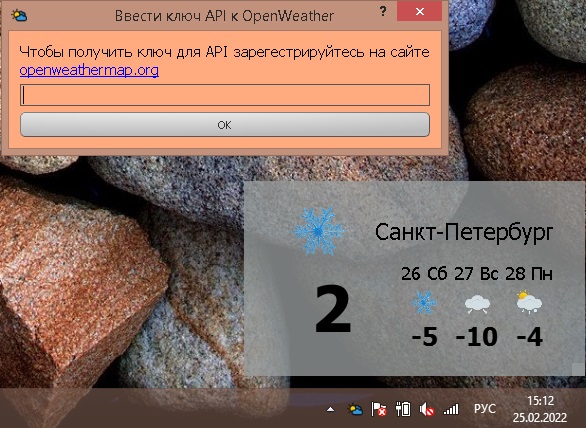 Ввести ключ API к OpenWeather
?
×
Чтобы получить ключ для API зарегестрируйтесь на сайте
openweathermap.org
ОК
Санкт-Петербург
26 Сб 27 Вс 28 Пн
2
-5 -10 -4
РУС
15:12
25.02.2022